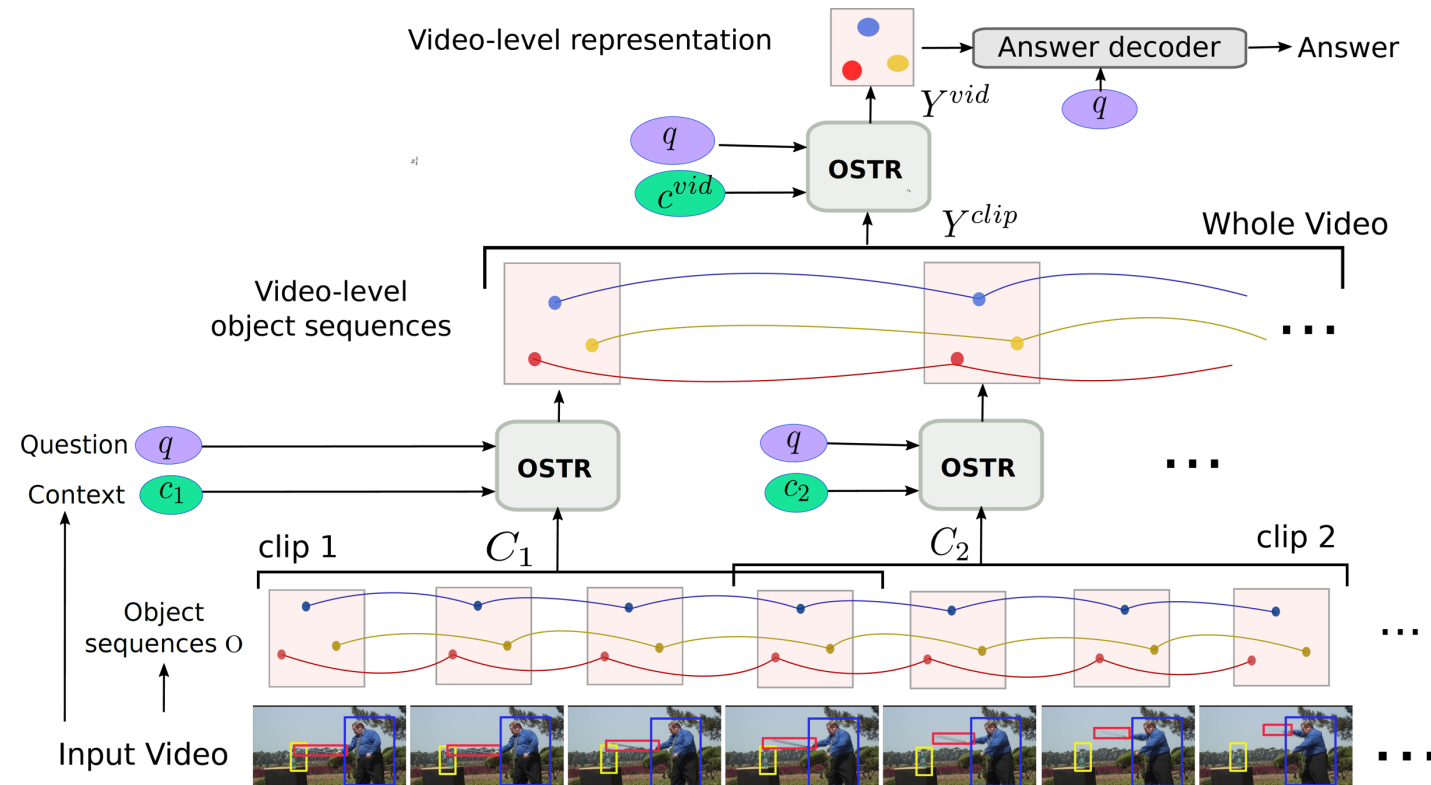 Video-level representation
Answer decoder
Answer
$Y^{vid}$
$q$
$q$
OSTR
$c^{vid}$
$Y^{clip}$
Whole Video
Video-level
object sequences
...
Question
$q$
OSTR
$q$
OSTR
...
Context
$c_1$
$c_2$
clip 1
$C_1$
$C_2$
clip 2
Object
sequences O
...
Input Video
...